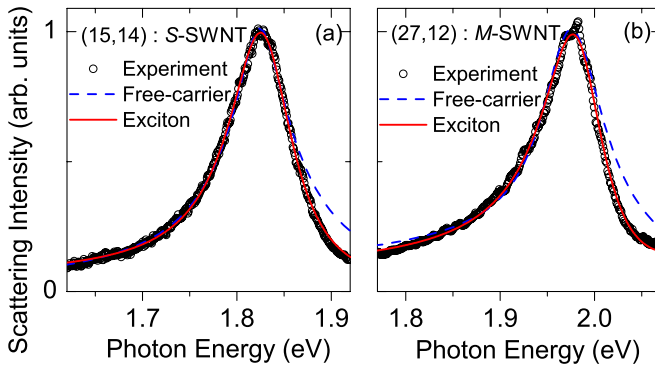 Scattering Intensity (arb. units)
1
0
(15,14) : S-SWNT (a)
Experiment
Free-carrier
Exciton
1.7 1.8 1.9
Photon Energy (eV)
(27,12) : M-SWNT (b)
Experiment
Free-carrier
Exciton
1.8 1.9 2.0
Photon Energy (eV)